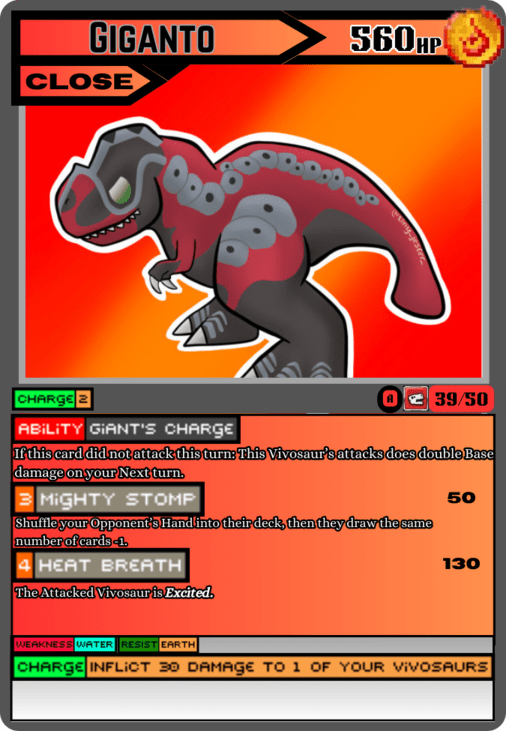 GIGANTO
560HP
CLOSE
CHARGE 2
A
39/50
ABILITY GIANT'S CHARGE
If this card did not attack this turn: This Vivosaur's attacks does double Base
damage on your Next turn.
3 MIGHTY STOMP 50
Shuffle your Opponent's Hand into their deck, then they draw the same
number of cards -1.
4 HEAT BREATH 130
The Attacked Vivosaur is Excited.
WEAKNESS WATER RESIST EARTH
CHARGE INFLICT 30 DAMAGE TO 1 OF YOUR VIVOSAURS